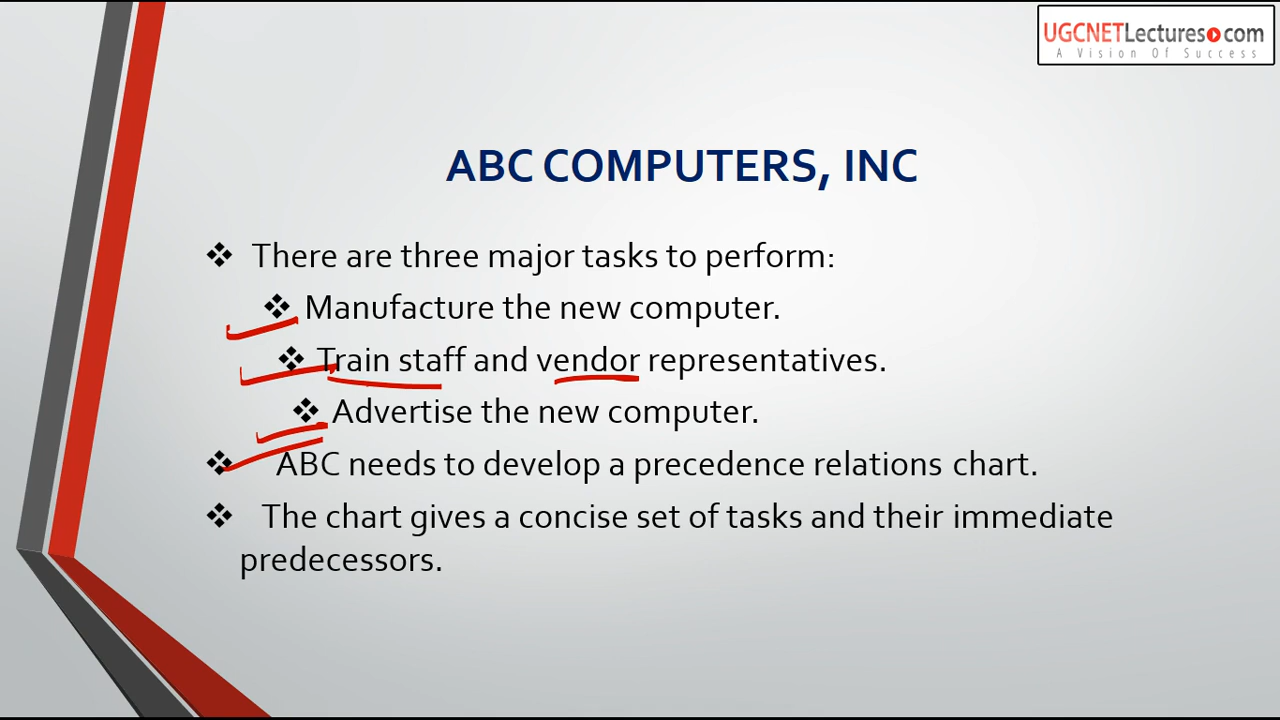 UGCNETLectures.com
A Vision Of Success
ABC COMPUTERS, INC
There are three major tasks to perform:
Manufacture the new computer.
Train staff and vendor representatives.
Advertise the new computer.
ABC needs to develop a precedence relations chart.
The chart gives a concise set of tasks and their immediate
predecessors.